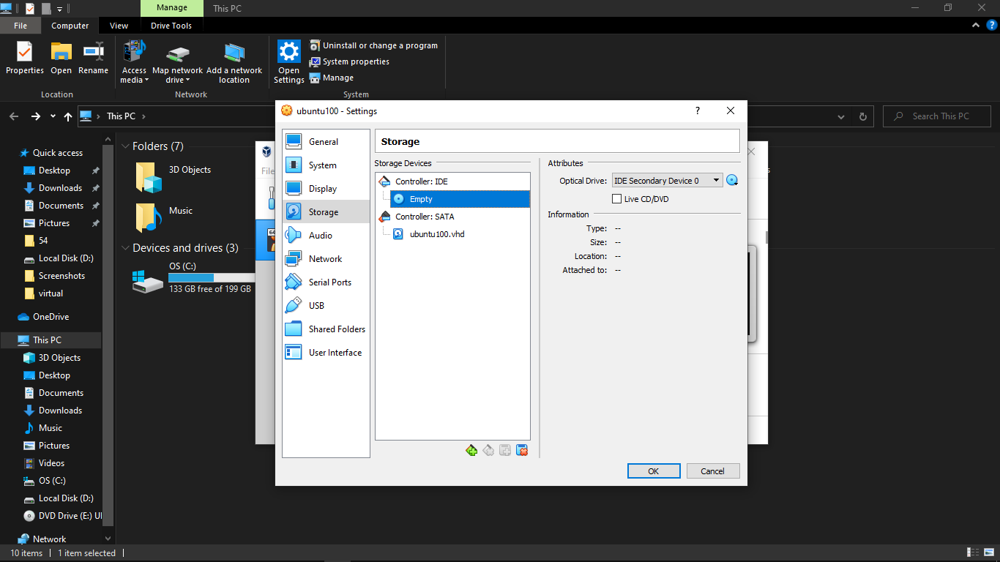 Manage
This PC
File
Computer
View
Drive Tools
Properties
Open
Rename
Access media
Map network drive
Add a network location
Open Settings
Uninstall or change a program
System properties
Manage
Location
Network
System
This PC
Search This PC
Quick access
Desktop
Downloads
Documents
Pictures
54
Local Disk (D:)
Screenshots
virtual
OneDrive
This PC
3D Objects
Desktop
Documents
Downloads
Music
Pictures
Videos
OS (C:)
Local Disk (D:)
DVD Drive (E:) U
Network
Folders (7)
3D Objects
Music
Devices and drives (3)
OS (C:)
133 GB free of 199 GB
File
64
ubuntu100 - Settings
?
General
System
Display
Storage
Audio
Network
Serial Ports
USB
Shared Folders
User Interface
Storage
Storage Devices
Controller: IDE
Empty
Controller: SATA
ubuntu100.vhd
Attributes
Optical Drive: IDE Secondary Device 0
Live CD/DVD
Information
Type: --
Size: --
Location: --
Attached to: --
OK
Cancel
s
10 items
1 item selected